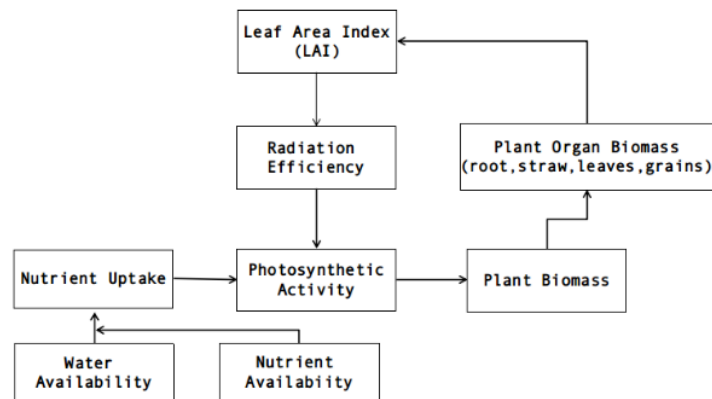 Leaf Area Index
(LAI)
Radiation
Efficiency
Plant Organ Biomass
(root,straw,leaves,grains)
Nutrient Uptake
Photosynthetic
Activity
Plant Biomass
Water
Availability
Nutrient
Availabiity